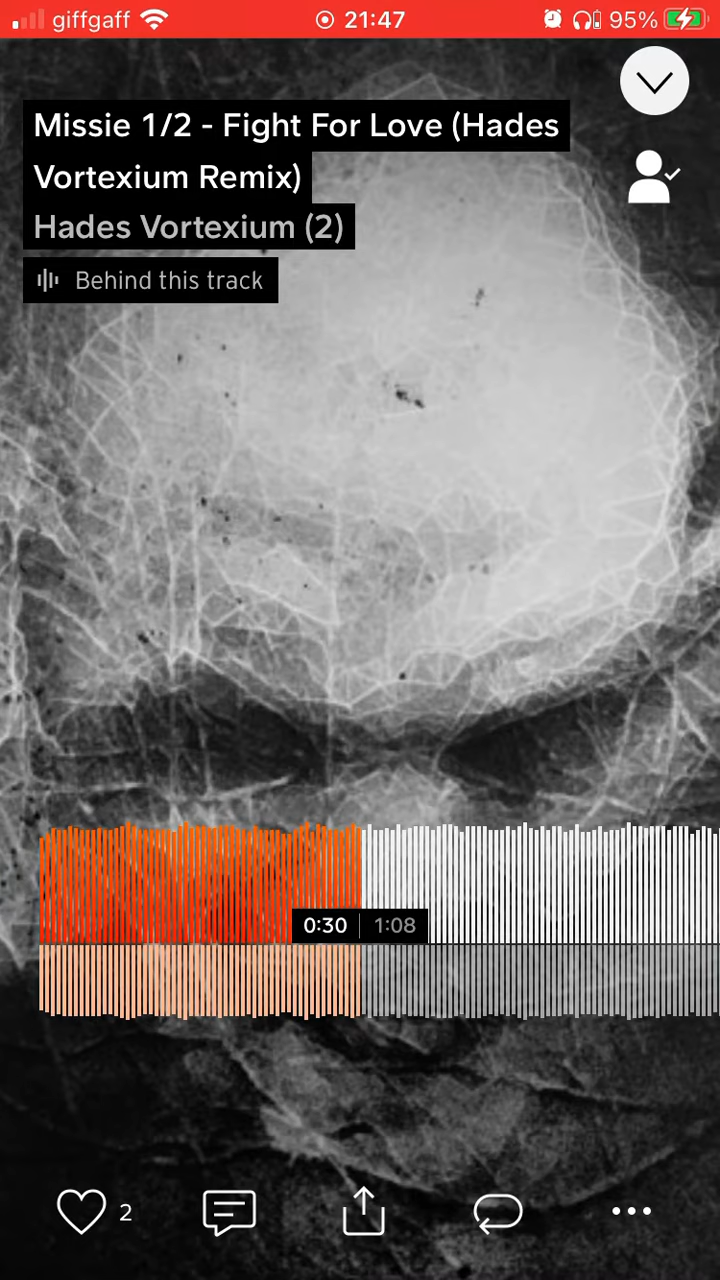 giffgaff 21:47 95%
Missie 1/2 - Fight For Love (Hades
Vortexium Remix)
Hades Vortexium (2)
Behind this track
0:30 1:08
2